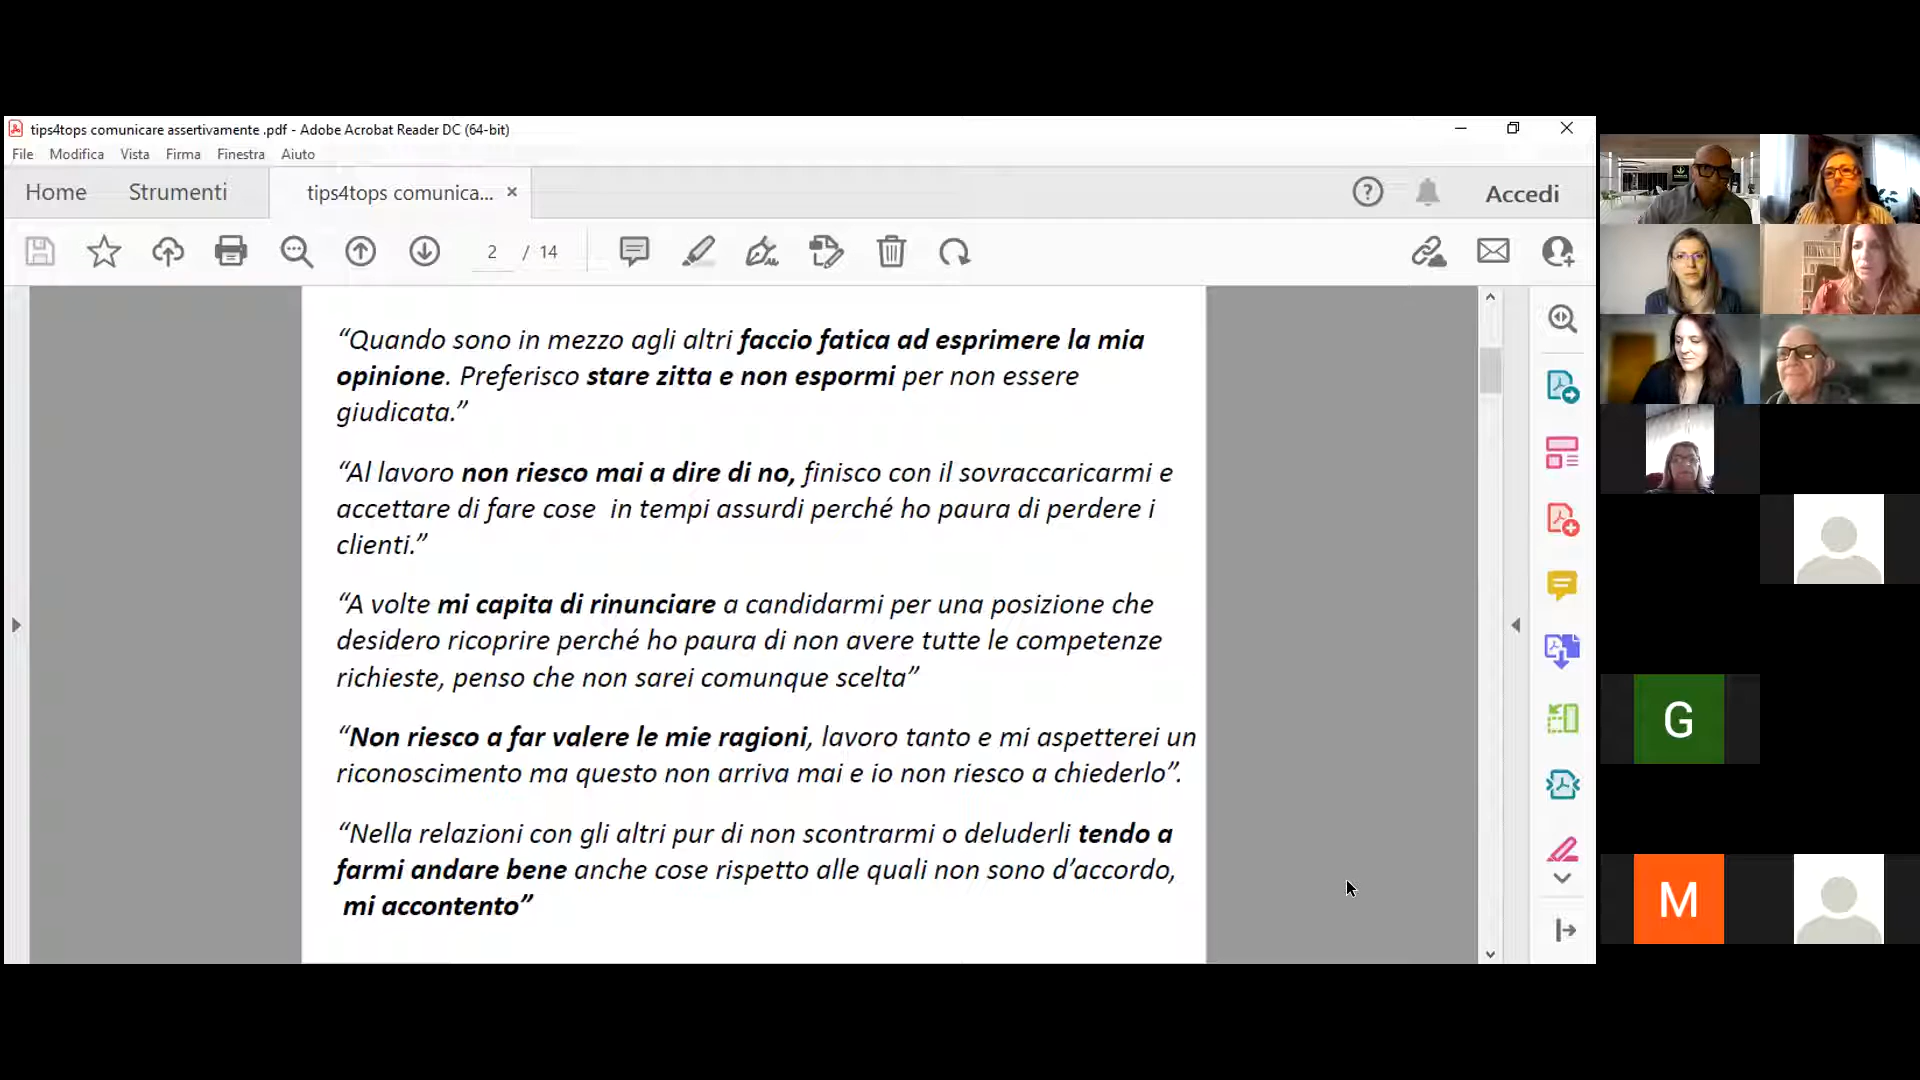 tips4tops comunicare assertivamente .pdf - Adobe Acrobat Reader DC (64-bit)
File Modifica Vista Firma Finestra Aiuto
Home Strumenti tips4tops comunica... × Accedi
2 / 14
“Quando sono in mezzo agli altri faccio fatica ad esprimere la mia
opinione. Preferisco stare zitta e non espormi per non essere
giudicata.”
“Al lavoro non riesco mai a dire di no, finisco con il sovraccaricarmi e
accettare di fare cose in tempi assurdi perché ho paura di perdere i
clienti.”
“A volte mi capita di rinunciare a candidarmi per una posizione che
desidero ricoprire perché ho paura di non avere tutte le competenze
richieste, penso che non sarei comunque scelta”
“Non riesco a far valere le mie ragioni, lavoro tanto e mi aspetterei un
riconoscimento ma questo non arriva mai e io non riesco a chiederlo”.
“Nella relazioni con gli altri pur di non scontrarmi o deluderli tendo a
farmi andare bene anche cose rispetto alle quali non sono d’accordo,
mi accontento”
G
M